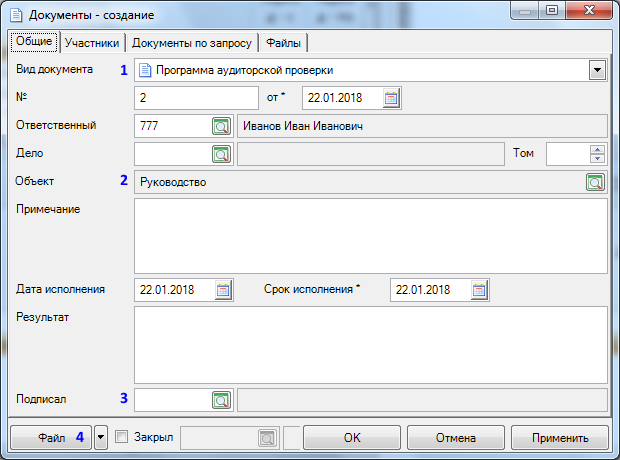 Документы - создание
Общие Участники Документы по запросу Файлы
Вид документа 1 Программа аудиторской проверки
№ 2 от * 22.01.2018
Ответственный 777 Иванов Иван Иванович
Дело Том
Объект 2 Руководство
Примечание
Дата исполнения 22.01.2018 Срок исполнения * 22.01.2018
Результат
Подписал 3
Файл 4 Закрыл OK Отмена Применить